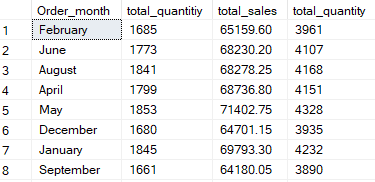 Order_month total_quantitiy total_sales total_quantity
1 February 1685 65159.60 3961
2 June 1773 68230.20 4107
3 August 1841 68278.25 4168
4 April 1799 68736.80 4151
5 May 1853 71402.75 4328
6 December 1680 64701.15 3935
7 January 1845 69793.30 4232
8 September 1661 64180.05 3890